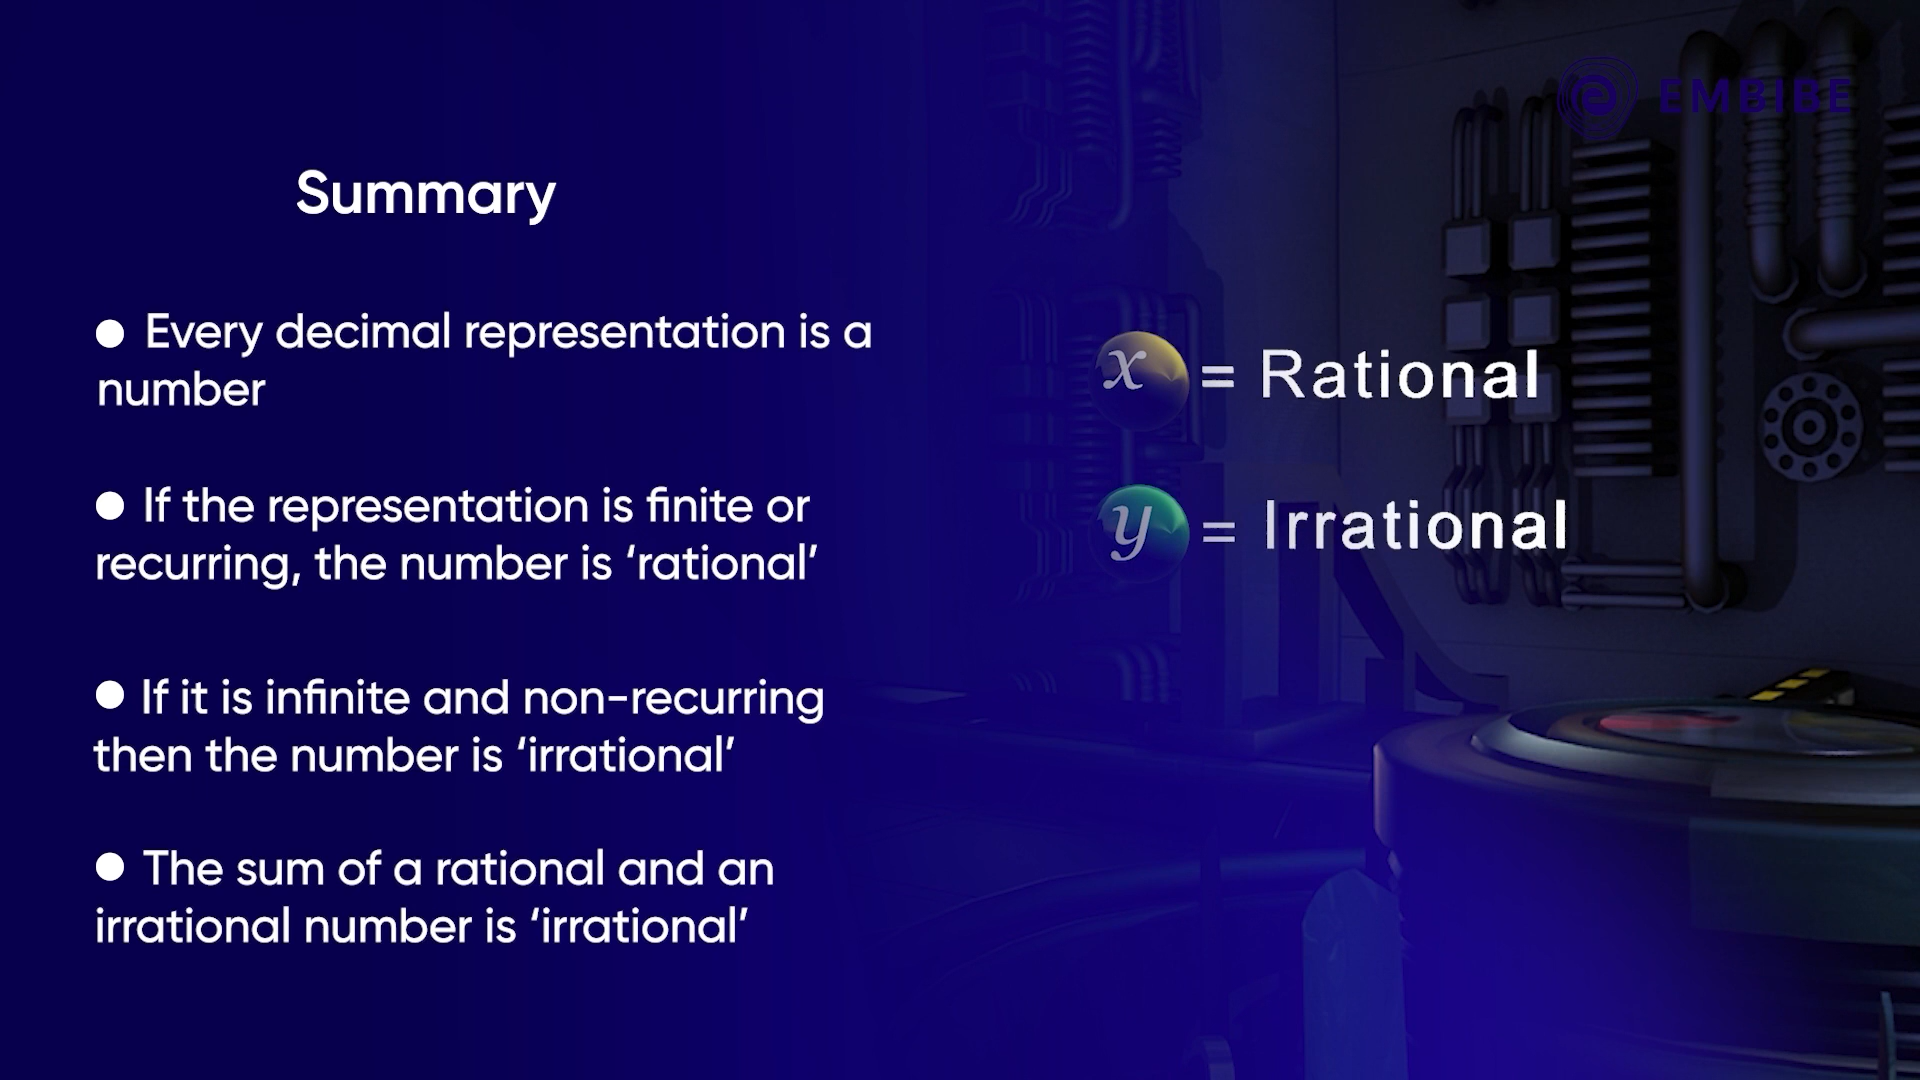 EMBIBE
Summary
● Every decimal representation is a
number
● If the representation is finite or
recurring, the number is ‘rational’
● If it is infinite and non-recurring
then the number is ‘irrational’
● The sum of a rational and an
irrational number is ‘irrational’
x = Rational
y = Irrational